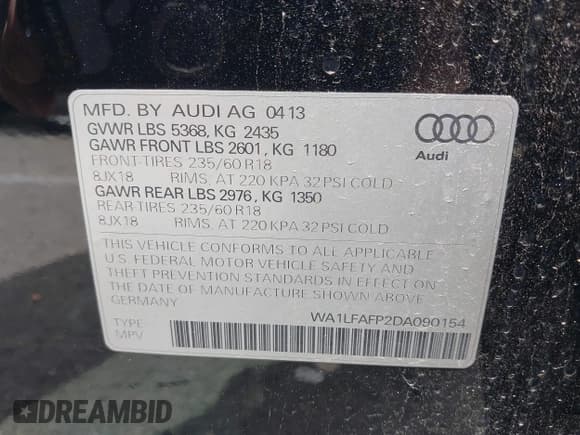 MFD. BY AUDI AG 0413
GVWR LBS 5368, KG 2435
GAWR FRONT LBS 2601, KG 1180
FRONT-TIRES 235/60 R18
8JX18 RIMS, AT 220 KPA 32 PSI COLD
GAWR REAR LBS 2976, KG 1350
REAR-TIRES 235/60 R18
8JX18 RIMS, AT 220 KPA 32 PSI COLD
Audi
THIS VEHICLE CONFORMS TO ALL APPLICABLE
U.S. FEDERAL MOTOR VEHICLE SAFETY AND
THEFT PREVENTION STANDARDS IN EFFECT ON
THE DATE OF MANUFACTURE SHOWN ABOVE
GERMANY
WA1LFAFP2DA090154
TYPE:
MPV
DREAMBID